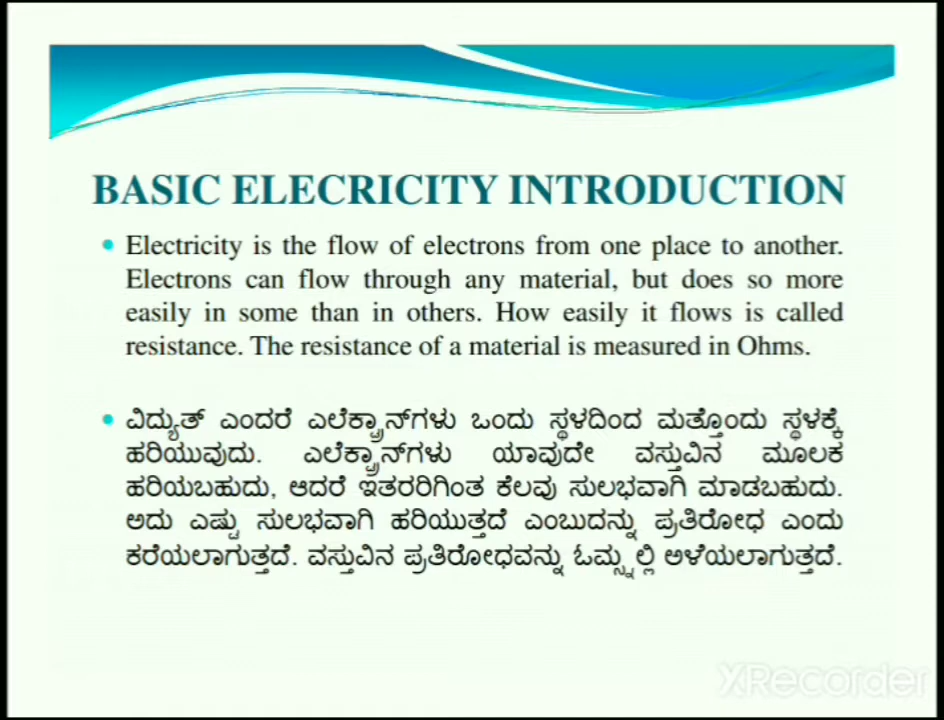 BASIC ELECRICITY INTRODUCTION
Electricity is the flow of electrons from one place to another.
Electrons can flow through any material, but does so more
easily in some than in others. How easily it flows is called
resistance. The resistance of a material is measured in Ohms.
ವಿದ್ಯುತ್ ಎಂದರೆ ಎಲೆಕ್ಟ್ರಾನ್‌ಗಳು ಒಂದು ಸ್ಥಳದಿಂದ ಮತ್ತೊಂದು ಸ್ಥಳಕ್ಕೆ
ಹರಿಯುವುದು. ಎಲೆಕ್ಟ್ರಾನ್‌ಗಳು ಯಾವುದೇ ವಸ್ತುವಿನ ಮೂಲಕ
ಹರಿಯಬಹುದು, ಆದರೆ ಇತರರಿಗಿಂತ ಕೆಲವು ಸುಲಭವಾಗಿ ಮಾಡಬಹುದು.
ಅದು ಎಷ್ಟು ಸುಲಭವಾಗಿ ಹರಿಯುತ್ತದೆ ಎಂಬುದನ್ನು ಪ್ರತಿರೋಧ ಎಂದು
ಕರೆಯಲಾಗುತ್ತದೆ. ವಸ್ತುವಿನ ಪ್ರತಿರೋಧವನ್ನು ಓಮ್ಸ್ನಲ್ಲಿ ಅಳೆಯಲಾಗುತ್ತದೆ.
XRecorder